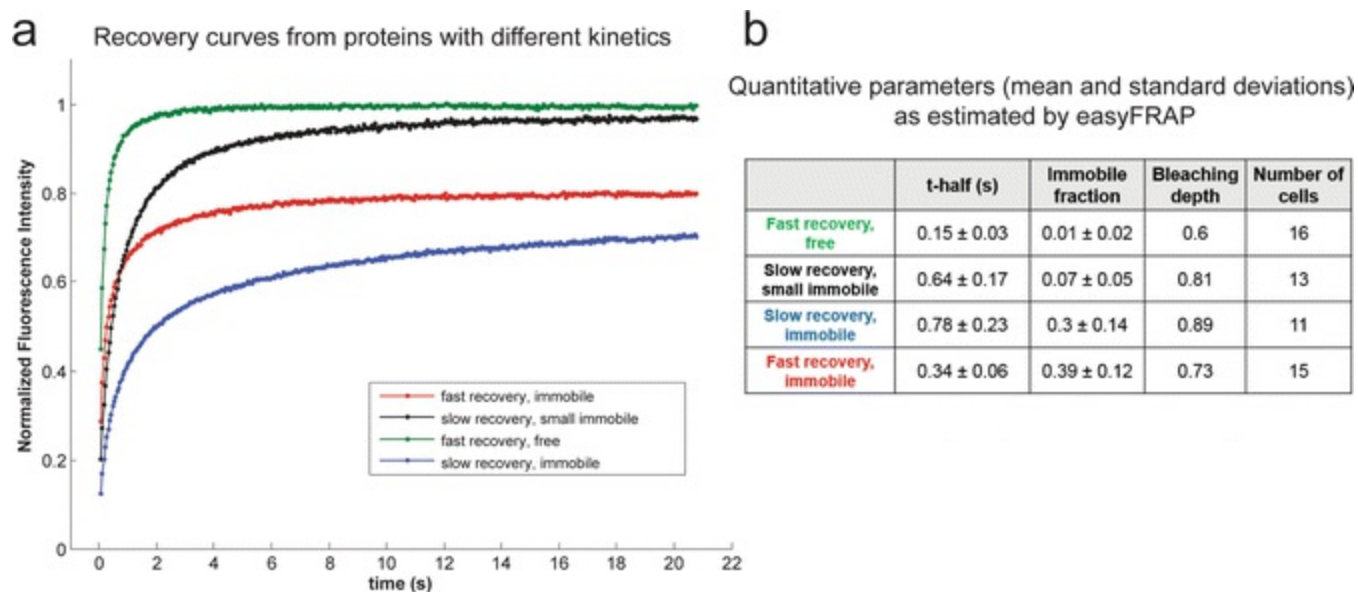 a
Recovery curves from proteins with different kinetics
Normalized Fluorescence Intensity
1
0.8
0.6
0.4
0.2
0
0 2 4 6 8 10 12 14 16 18 20 22
time (s)
fast recovery, immobile
slow recovery, small immobile
fast recovery, free
slow recovery, immobile
b
Quantitative parameters (mean and standard deviations)
as estimated by easyFRAP
t-half (s) Immobile fraction Bleaching depth Number of cells
Fast recovery, free 0.15 ± 0.03 0.01 ± 0.02 0.6 16
Slow recovery, small immobile 0.64 ± 0.17 0.07 ± 0.05 0.81 13
Slow recovery, immobile 0.78 ± 0.23 0.3 ± 0.14 0.89 11
Fast recovery, immobile 0.34 ± 0.06 0.39 ± 0.12 0.73 15